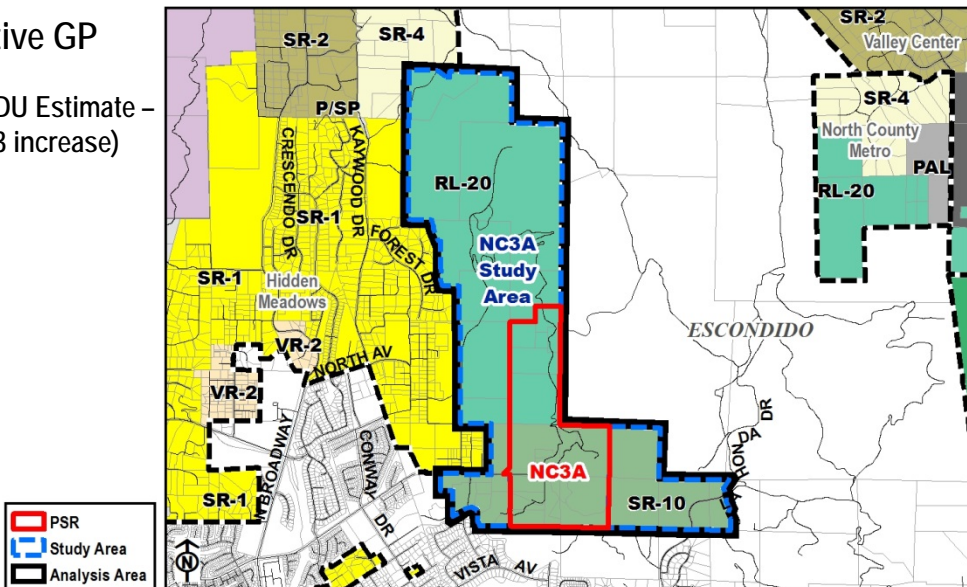 tive GP
DU Estimate –
3 increase)
SR-2
SR-4
P/SP
CRESCENDO DR
KAYWOOD DR
SR-1
FOREST DR
SR-1
Hidden
Meadows
VR-2
NORTH AV
VR-2
N BROADWAY
CONWAY
DR
SR-1
VISTA AV
RL-20
NC3A
Study
Area
NC3A
SR-10
ESCONDIDO
DR
SR-2
Valley Center
SR-4
North County
Metro
PAL
RL-20
PSR
Study Area
Analysis Area
N